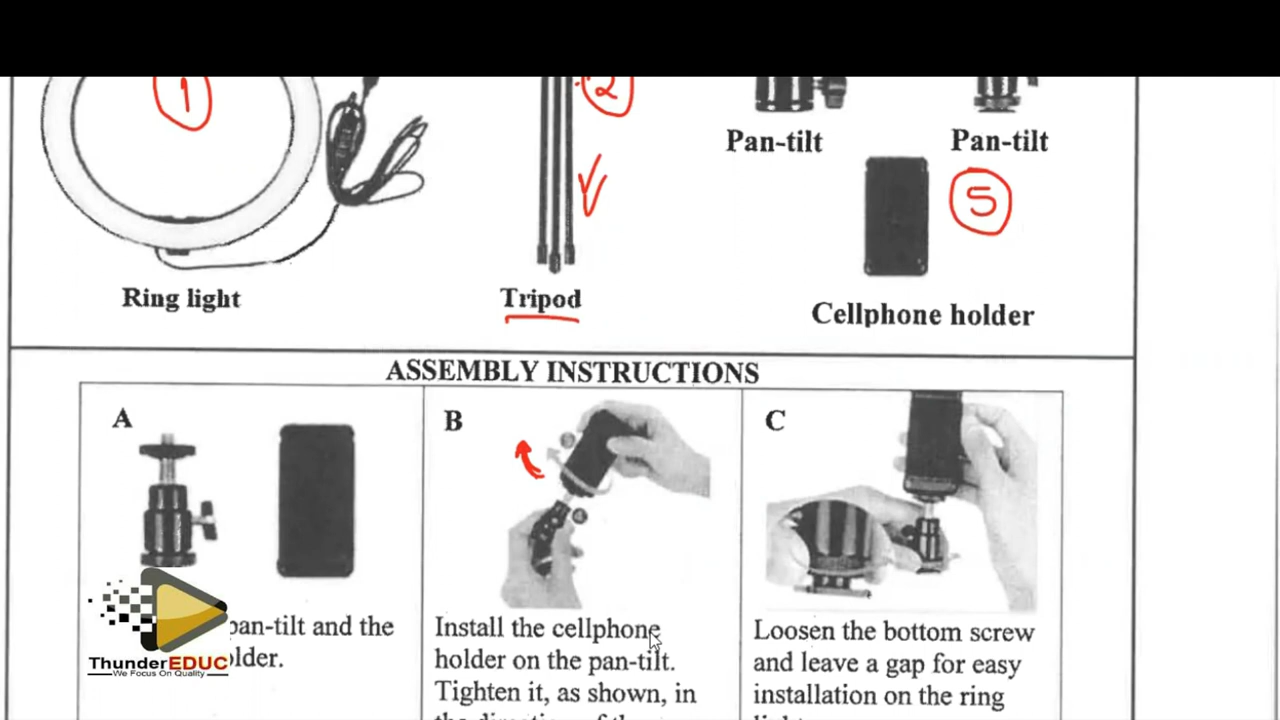 1
2
Pan-tilt
Pan-tilt
5
Ring light
Tripod
Cellphone holder
ASSEMBLY INSTRUCTIONS
A
pan-tilt and the
B
Install the cellphone
holder on the pan-tilt.
Tighten it, as shown, in
C
Loosen the bottom screw
and leave a gap for easy
installation on the ring
ThunderEDUC
We Focus On Quality